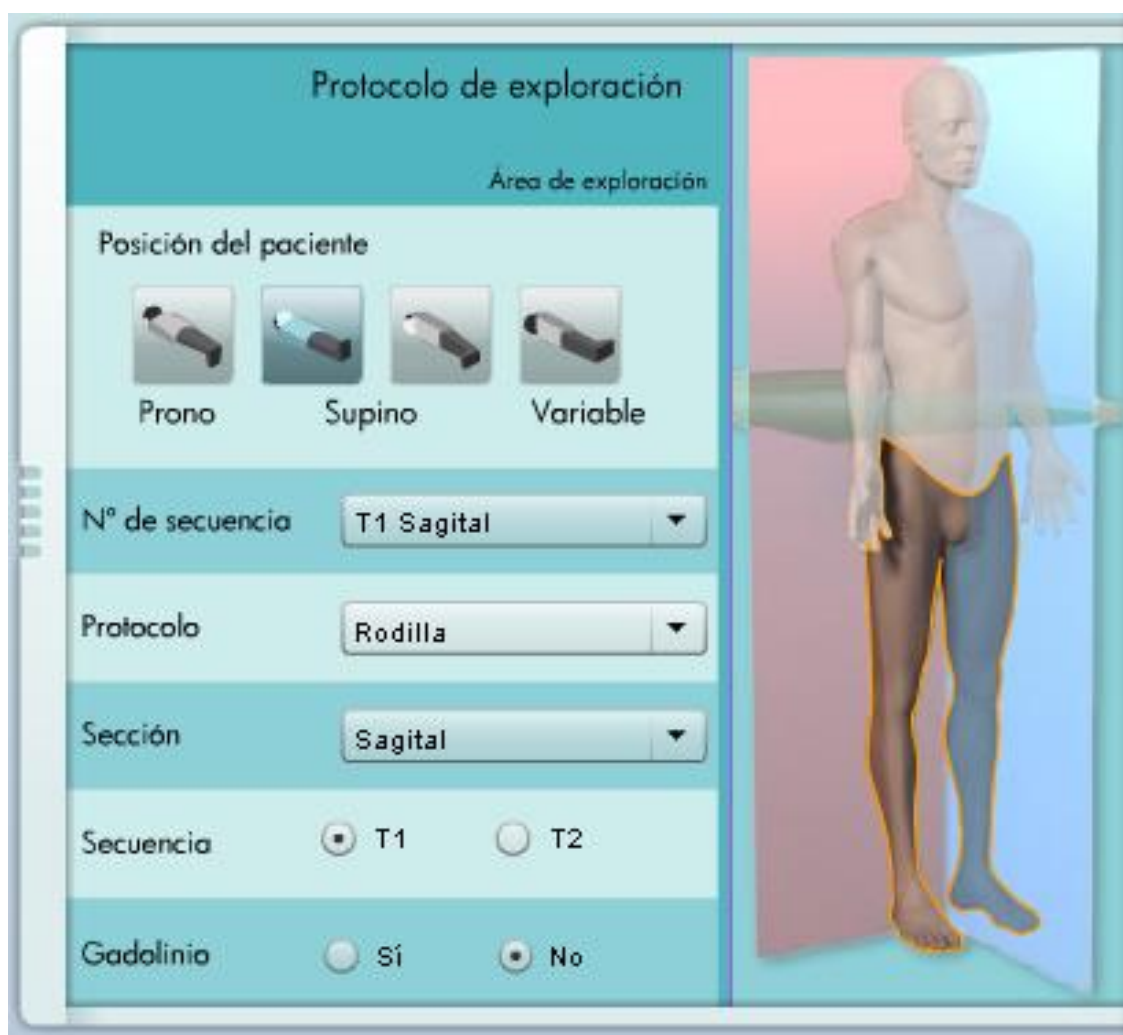 Protocolo de exploración
Área de exploración
Posición del paciente
Prono Supino Variable
N° de secuencia T1 Sagital
Protocolo Rodilla
Sección Sagital
Secuencia T1 T2
Gadolinio Sí No